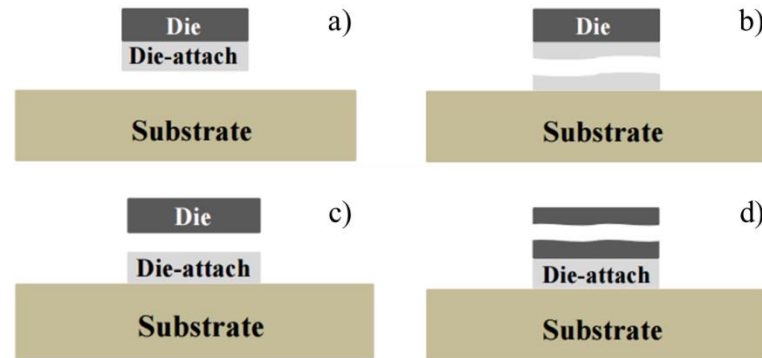 Die
a)
Die-attach
Substrate
Die
b)
Substrate
Die
c)
Die-attach
Substrate
d)
Die-attach
Substrate